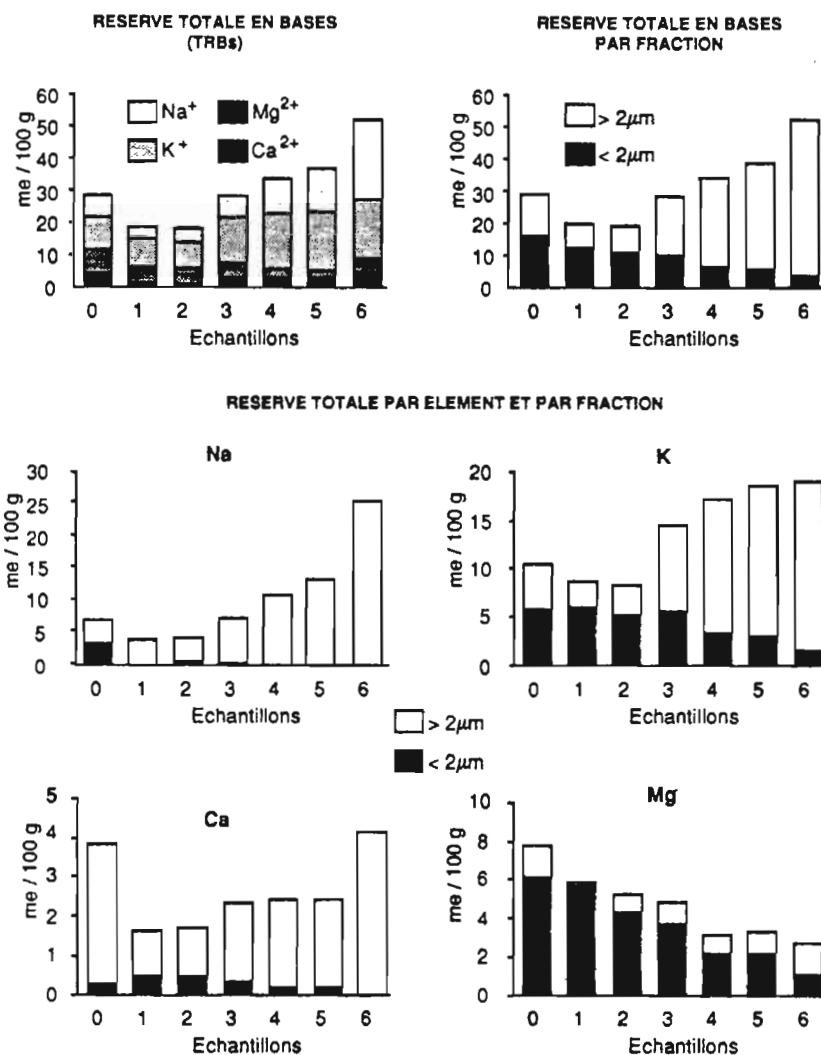 RESERVE TOTALE EN BASES
(TRBs)
me / 100 g
60
50
40
30
20
10
0
Na+
Mg2+
K+
Ca2+
0 1 2 3 4 5 6
Echantillons
RESERVE TOTALE EN BASES
PAR FRACTION
me / 100 g
60
50
40
30
20
10
0
> 2µm
< 2µm
0 1 2 3 4 5 6
Echantillons
RESERVE TOTALE PAR ELEMENT ET PAR FRACTION
Na
me / 100 g
30
25
20
15
10
5
0
0 1 2 3 4 5 6
Echantillons
K
me / 100 g
20
15
10
5
0
0 1 2 3 4 5 6
Echantillons
> 2µm
< 2µm
Ca
me / 100 g
5
4
3
2
1
0
0 1 2 3 4 5 6
Echantillons
Mg
me / 100 g
10
8
6
4
2
0
0 1 2 3 4 5 6
Echantillons